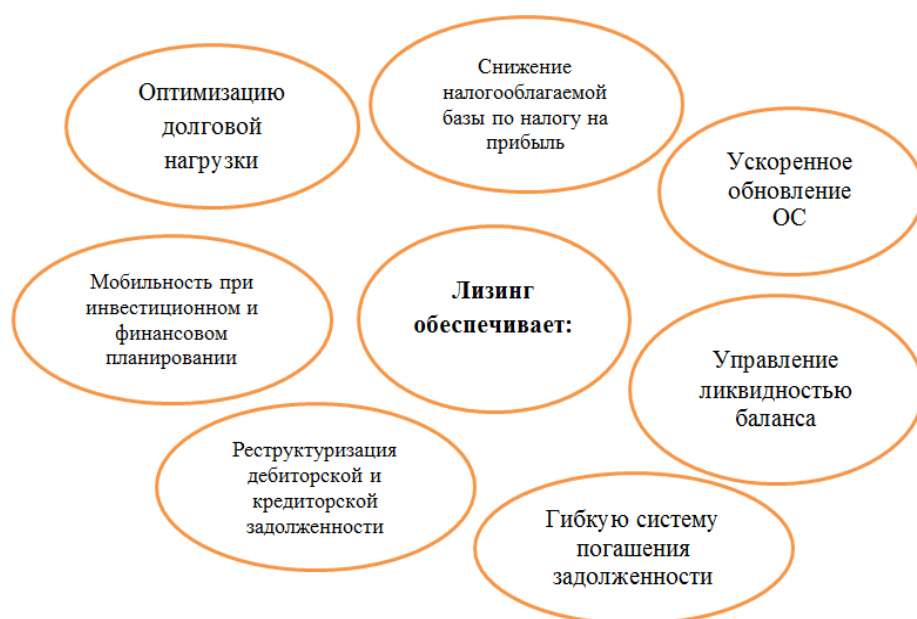 Оптимизацию
долговой
нагрузки
Снижение
налогооблагаемой
базы по налогу на
прибыль
Ускоренное
обновление
ОС
Мобильность при
инвестиционном и
финансовом
планировании
Лизинг
обеспечивает:
Управление
ликвидностью
баланса
Реструктуризация
дебиторской и
кредиторской
задолженности
Гибкую систему
погашения
задолженности